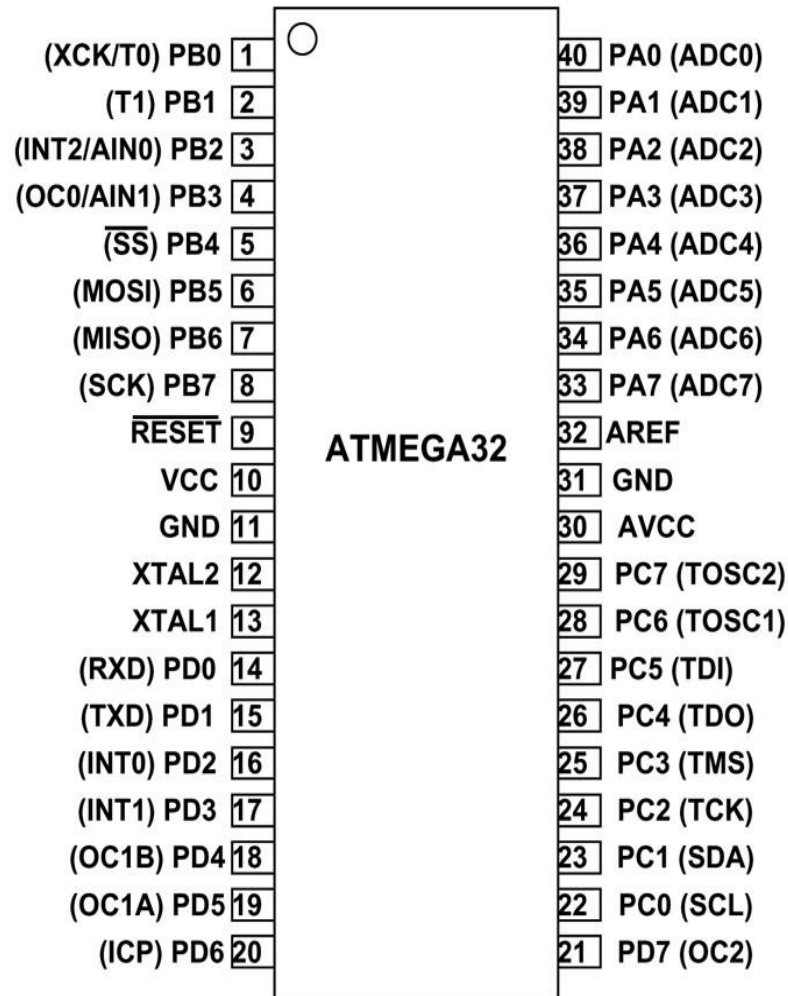 (XCK/T0) PB0 1 40 PA0 (ADC0)
(T1) PB1 2 39 PA1 (ADC1)
(INT2/AIN0) PB2 3 38 PA2 (ADC2)
(OC0/AIN1) PB3 4 37 PA3 (ADC3)
(SS) PB4 5 36 PA4 (ADC4)
(MOSI) PB5 6 35 PA5 (ADC5)
(MISO) PB6 7 34 PA6 (ADC6)
(SCK) PB7 8 33 PA7 (ADC7)
RESET 9 32 AREF
ATMEGA32
VCC 10 31 GND
GND 11 30 AVCC
XTAL2 12 29 PC7 (TOSC2)
XTAL1 13 28 PC6 (TOSC1)
(RXD) PD0 14 27 PC5 (TDI)
(TXD) PD1 15 26 PC4 (TDO)
(INT0) PD2 16 25 PC3 (TMS)
(INT1) PD3 17 24 PC2 (TCK)
(OC1B) PD4 18 23 PC1 (SDA)
(OC1A) PD5 19 22 PC0 (SCL)
(ICP) PD6 20 21 PD7 (OC2)